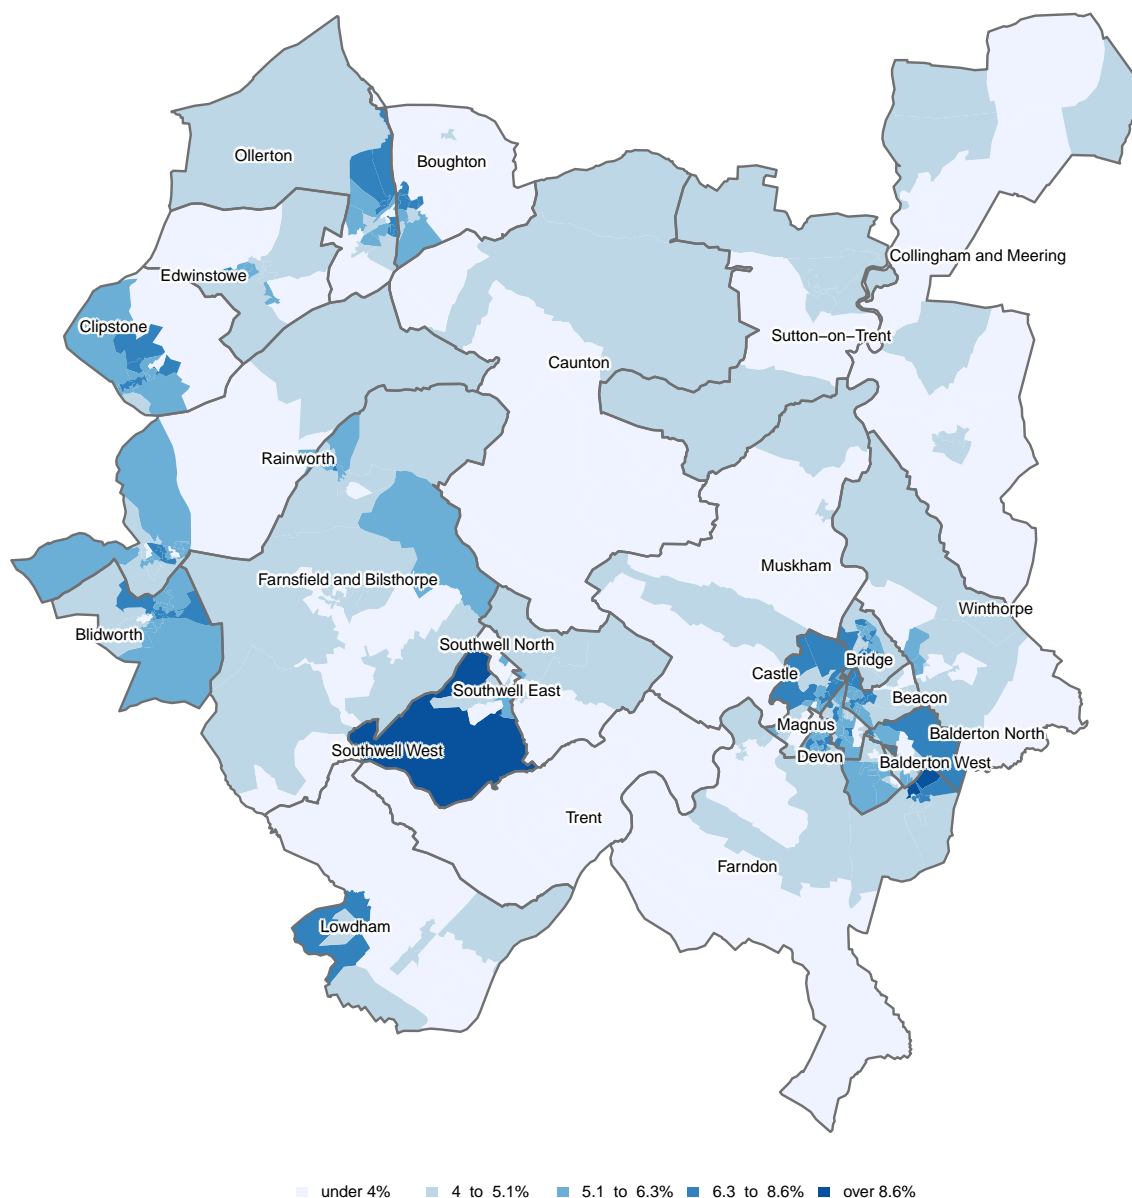 Ollerton
Boughton
Collingham and Meering
Edwinstowe
Clipstone
Sutton−on−Trent
Caunton
Rainworth
Muskham
Farnsfield and Bilsthorpe
Winthorpe
Blidworth
Southwell North
Bridge
Castle
Southwell East
Beacon
Magnus
Balderton North
Southwell West
Devon
Balderton West
Trent
Farndon
Lowdham
under 4% 4 to 5.1% 5.1 to 6.3% 6.3 to 8.6% over 8.6%